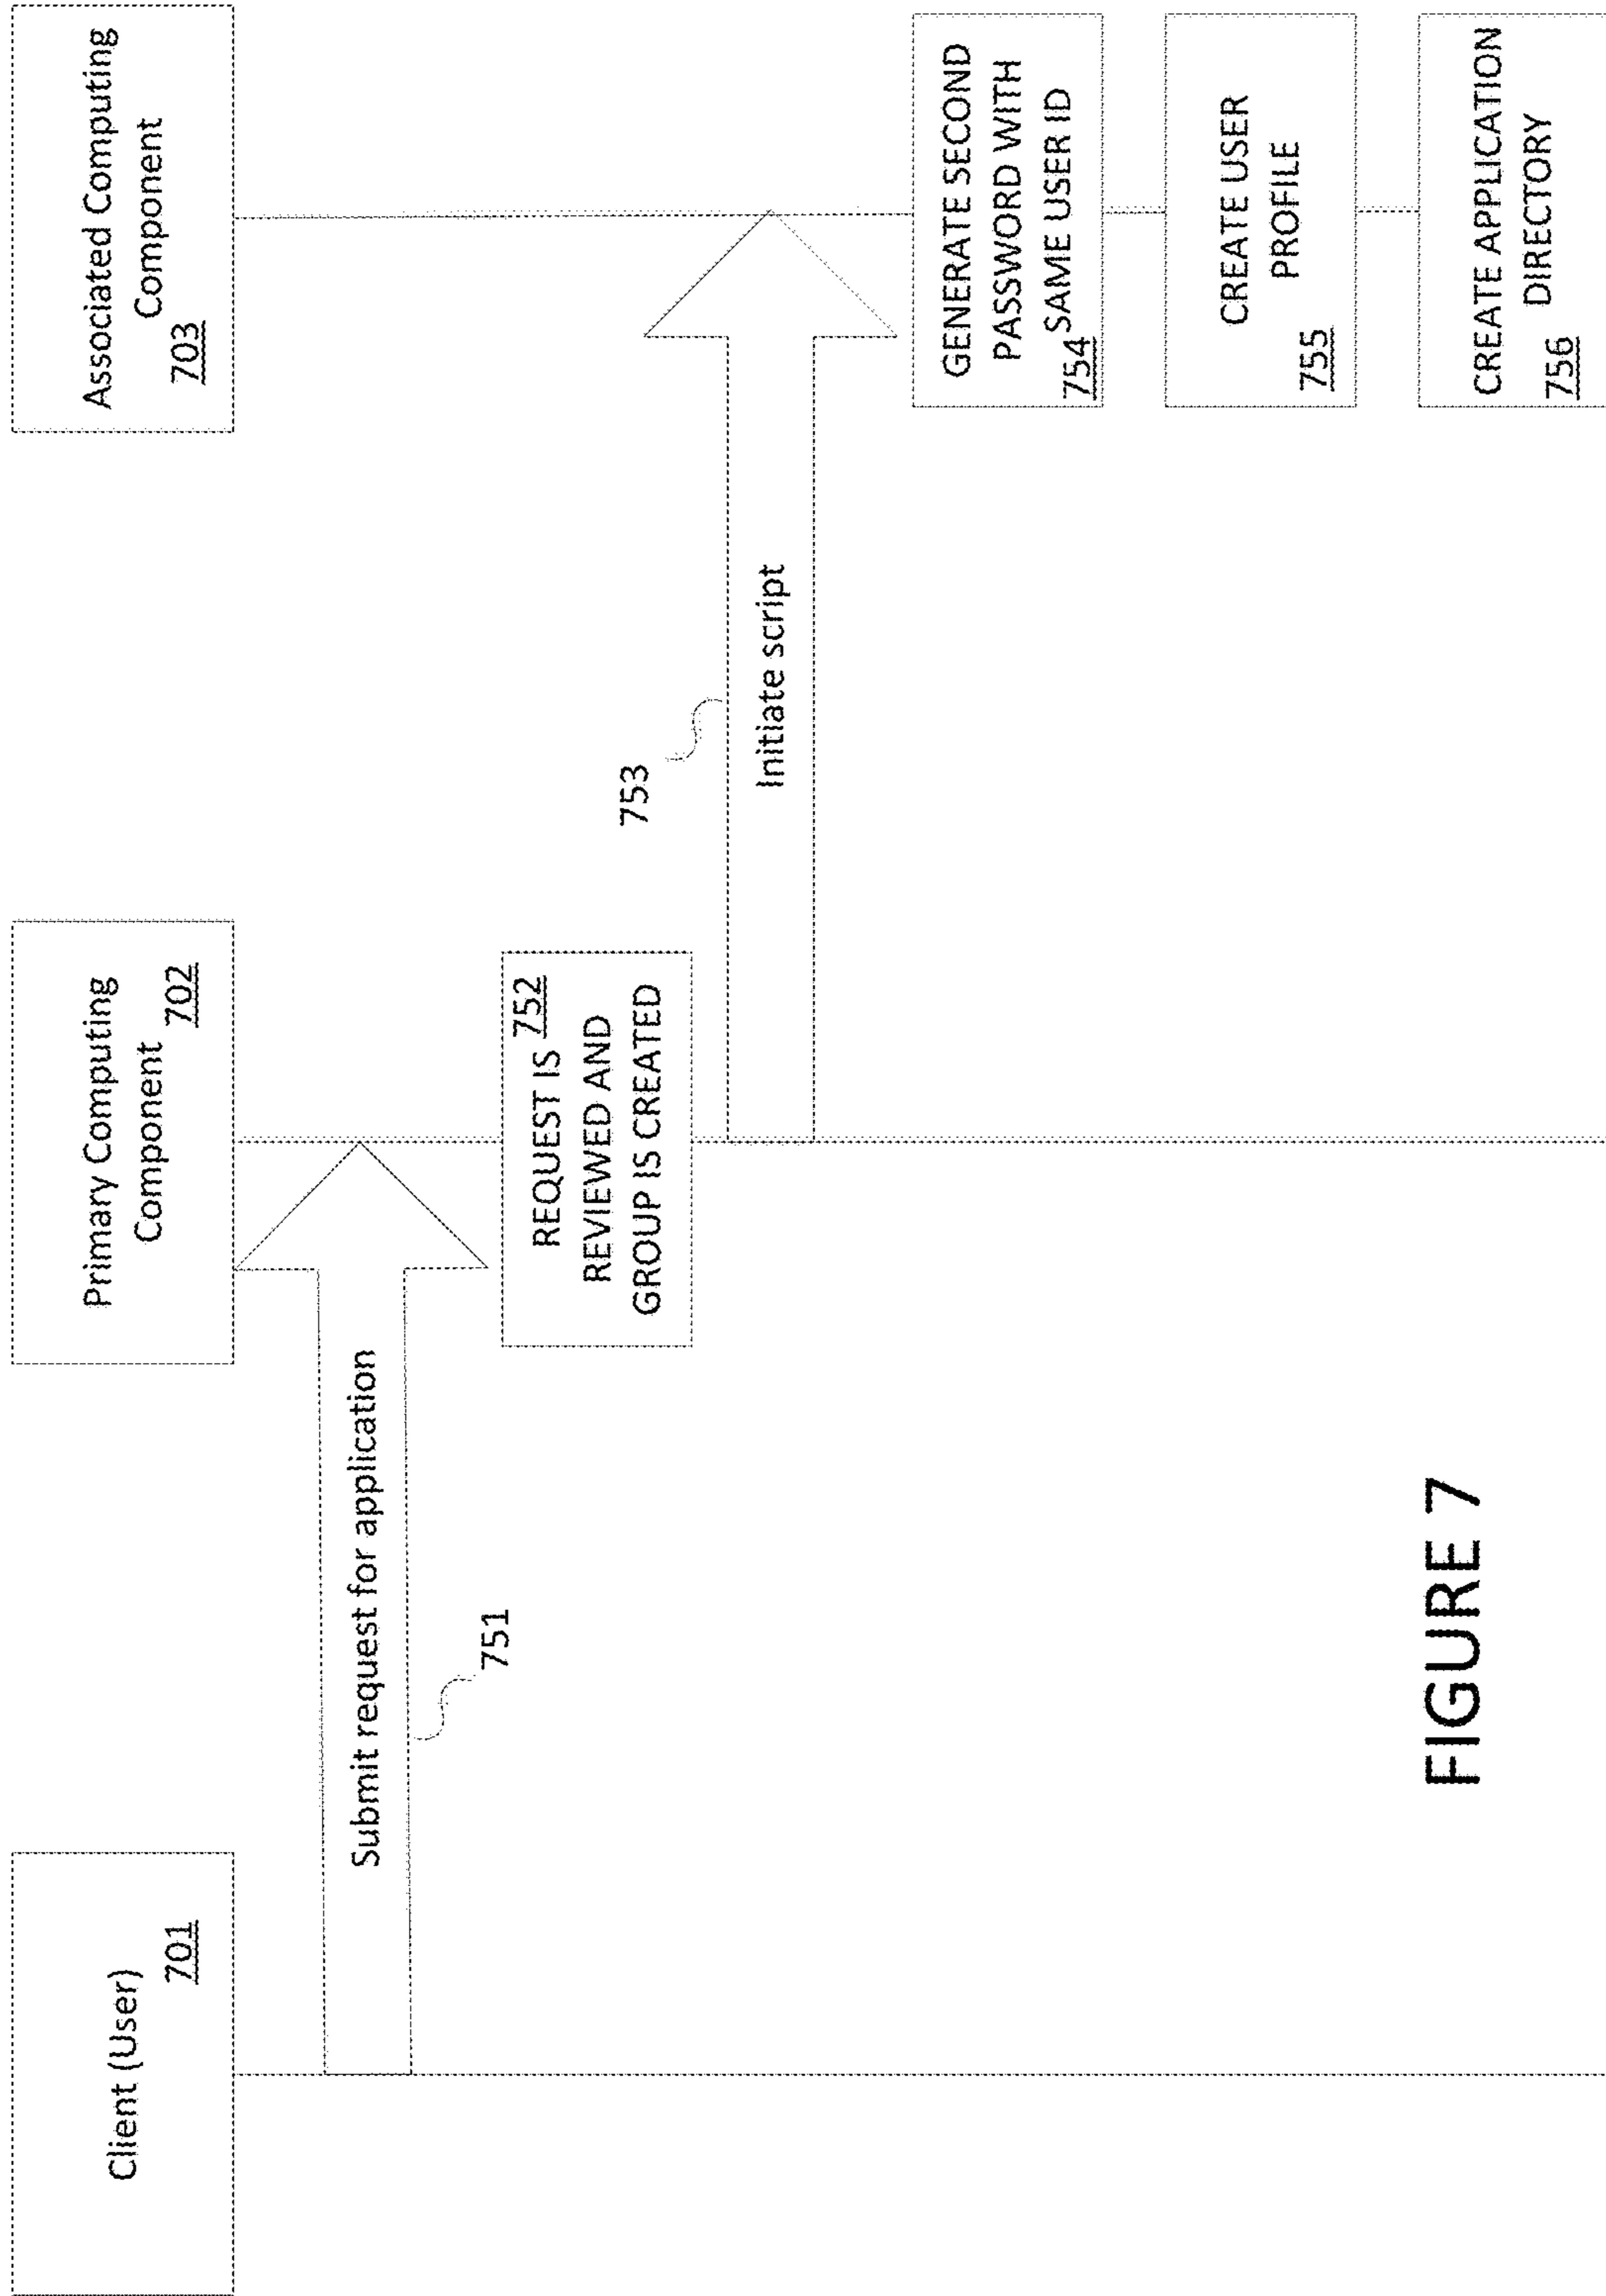 Client (User)
701
Primary Computing
Component
702
Associated Computing
Component
703
Submit request for application
751
REQUEST IS 752
REVIEWED AND
GROUP IS CREATED
753
Initiate script
GENERATE SECOND
PASSWORD WITH
754 SAME USER ID
CREATE USER
PROFILE
755
CREATE APPLICATION
DIRECTORY
756
FIGURE 7